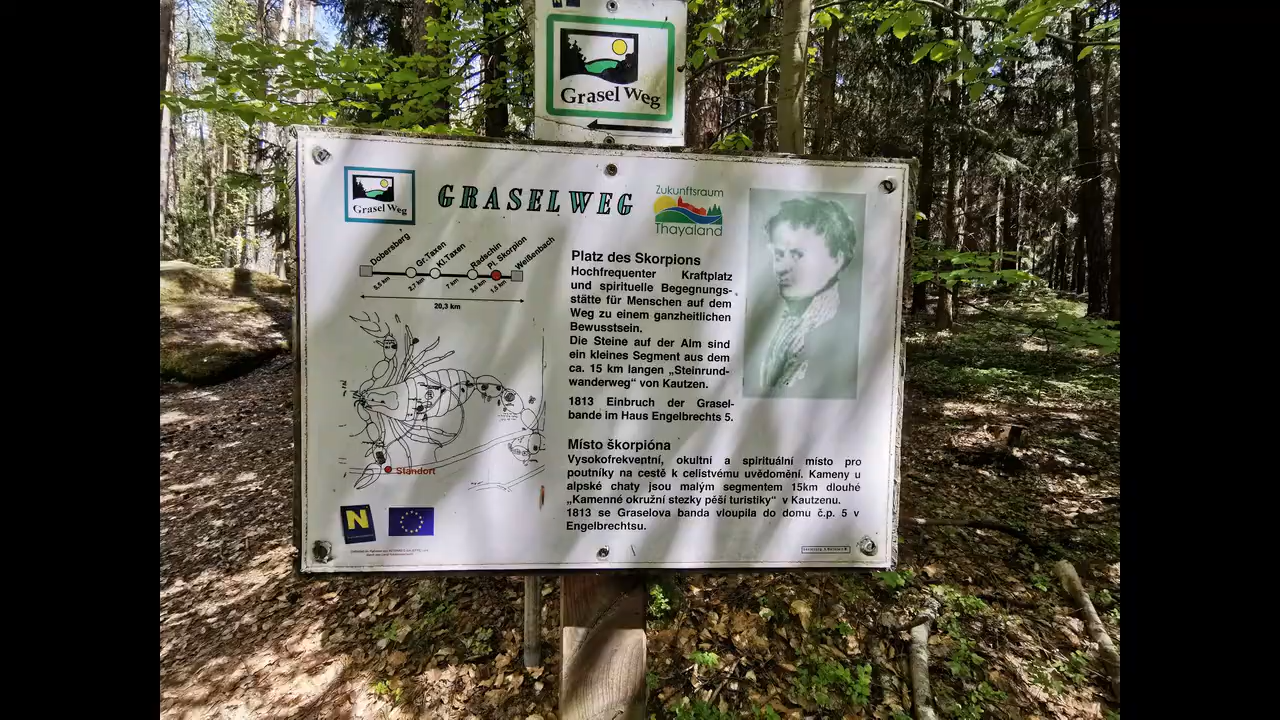 Grasel Weg
Grasel Weg
GRASELWEG
Zukunftsraum
Thayaland
Dobersberg
Gr.Taxen
Kl.Taxen
Radschin
Pl. Skorpion
Weißenbach
5,5 km
2,7 km
7 km
3,6 km
1,5 km
20,3 km
Platz des Skorpions
Hochfrequenter Kraftplatz
und spirituelle Begegnungs-
stätte für Menschen auf dem
Weg zu einem ganzheitlichen
Bewusstsein.
Die Steine auf der Alm sind
ein kleines Segment aus dem
ca. 15 km langen „Steinrund-
wanderweg“ von Kautzen.
1813 Einbruch der Grasel-
bande im Haus Engelbrechts 5.
Standort
Místo škorpióna
Vysokofrekventní, okultní a spirituální místo pro
poutníky na cestě k celistvému uvědomění. Kameny u
alpské chaty jsou malým segmentem 15km dlouhé
„Kamenné okružní stezky pěší turistiky“ v Kautzenu.
1813 se Graselova banda vloupila do domu č.p. 5 v
Engelbrechtsu.
N